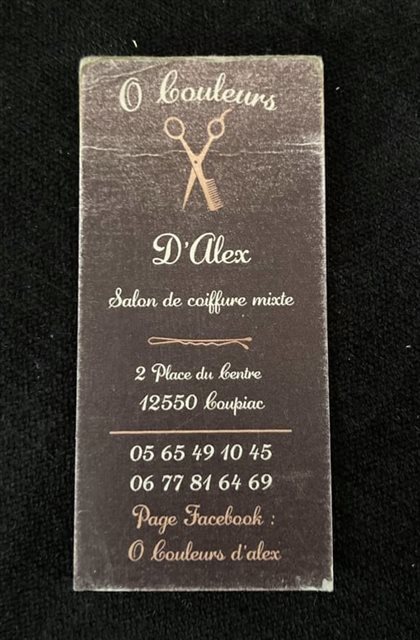 O Couleurs
D'Alex
Salon de coiffure mixte
2 Place du Centre
12550 Coupiac
05 65 49 10 45
06 77 81 64 69
Page Facebook :
O Couleurs d'alex